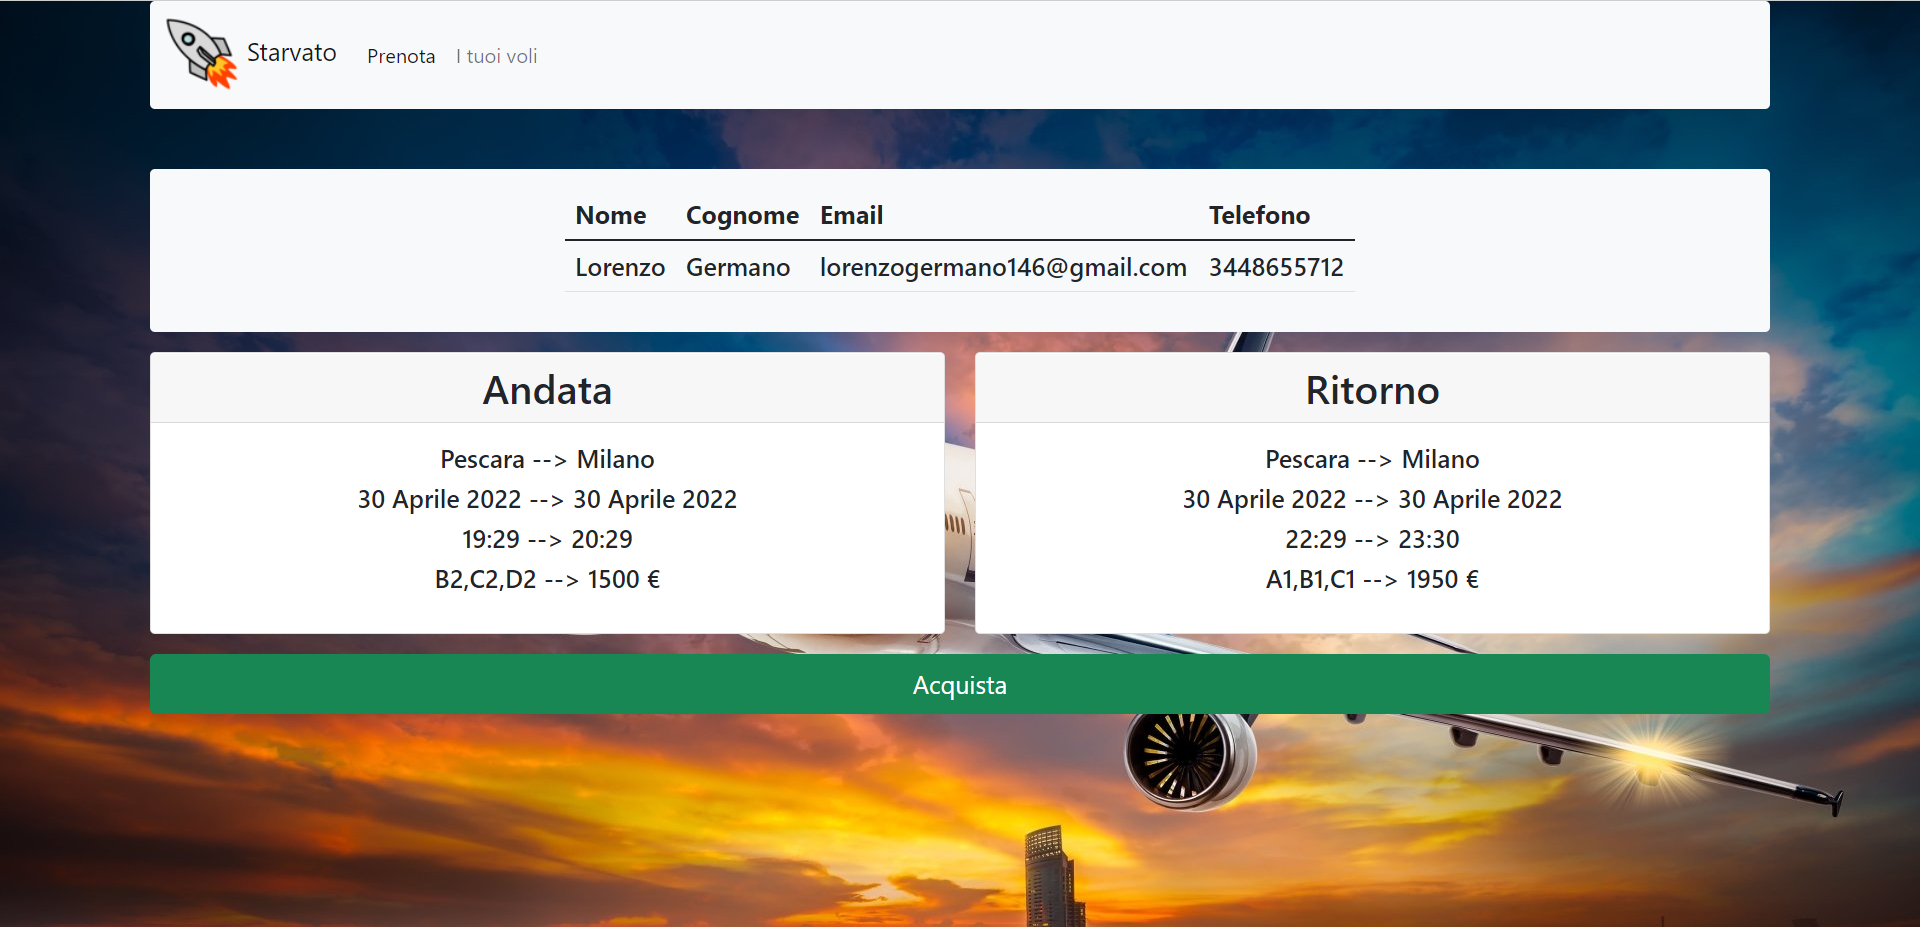 Starvato Prenota I tuoi voli
Nome Cognome Email Telefono
Lorenzo Germano lorenzogermano146@gmail.com 3448655712
Andata
Pescara --> Milano
30 Aprile 2022 --> 30 Aprile 2022
19:29 --> 20:29
B2,C2,D2 --> 1500 €
Ritorno
Pescara --> Milano
30 Aprile 2022 --> 30 Aprile 2022
22:29 --> 23:30
A1,B1,C1 --> 1950 €
Acquista